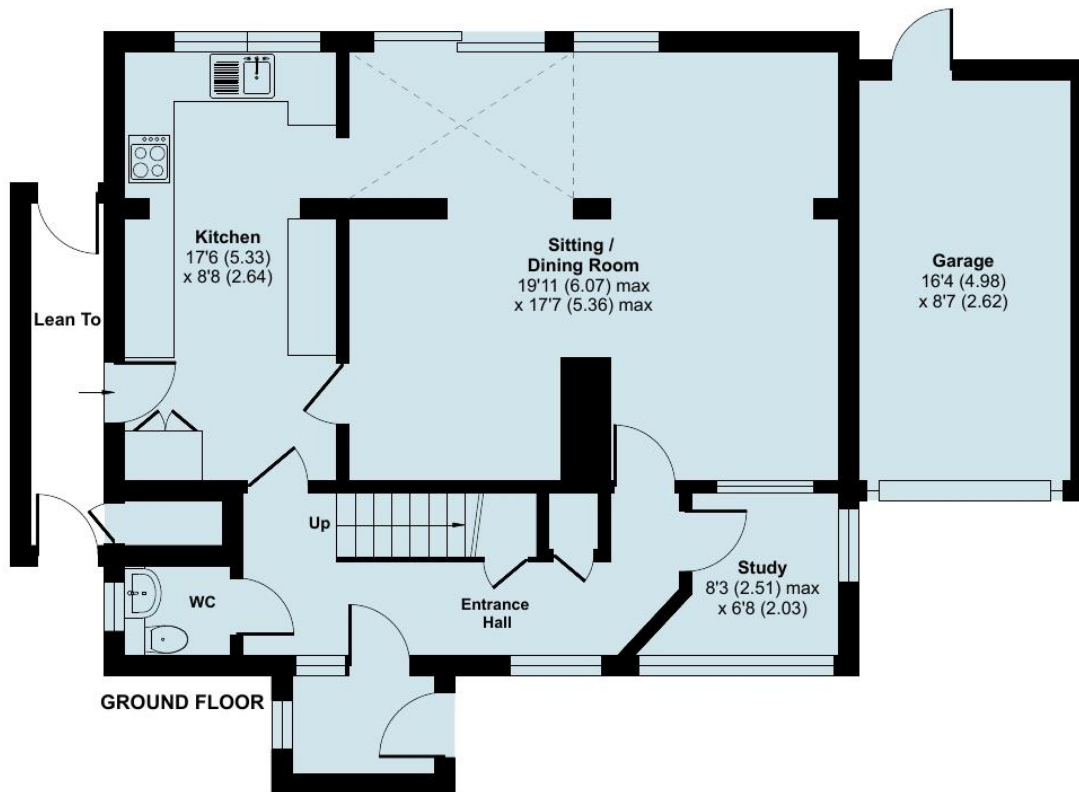 Kitchen
17'6 (5.33)
x 8'8 (2.64)
Sitting /
Dining Room
19'11 (6.07) max
x 17'7 (5.36) max
Garage
16'4 (4.98)
x 8'7 (2.62)
Lean To
Up
WC
Entrance
Hall
Study
8'3 (2.51) max
x 6'8 (2.03)
GROUND FLOOR